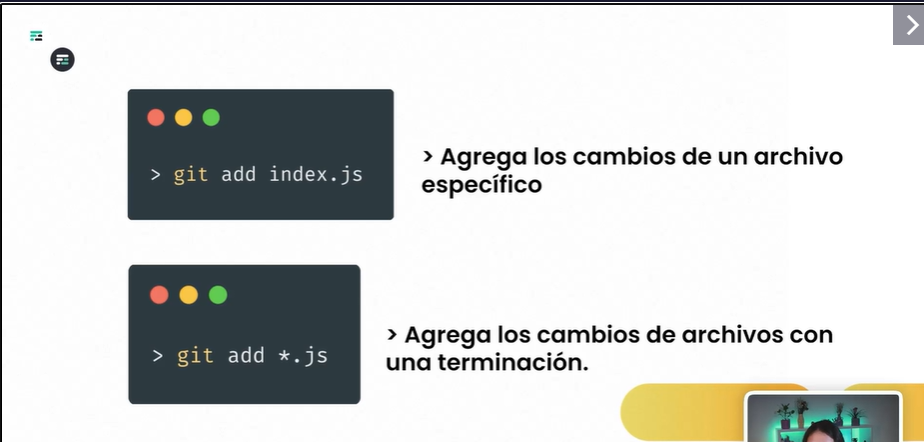 > git add index.js
> Agrega los cambios de un archivo
específico
> git add *.js
> Agrega los cambios de archivos con
una terminación.